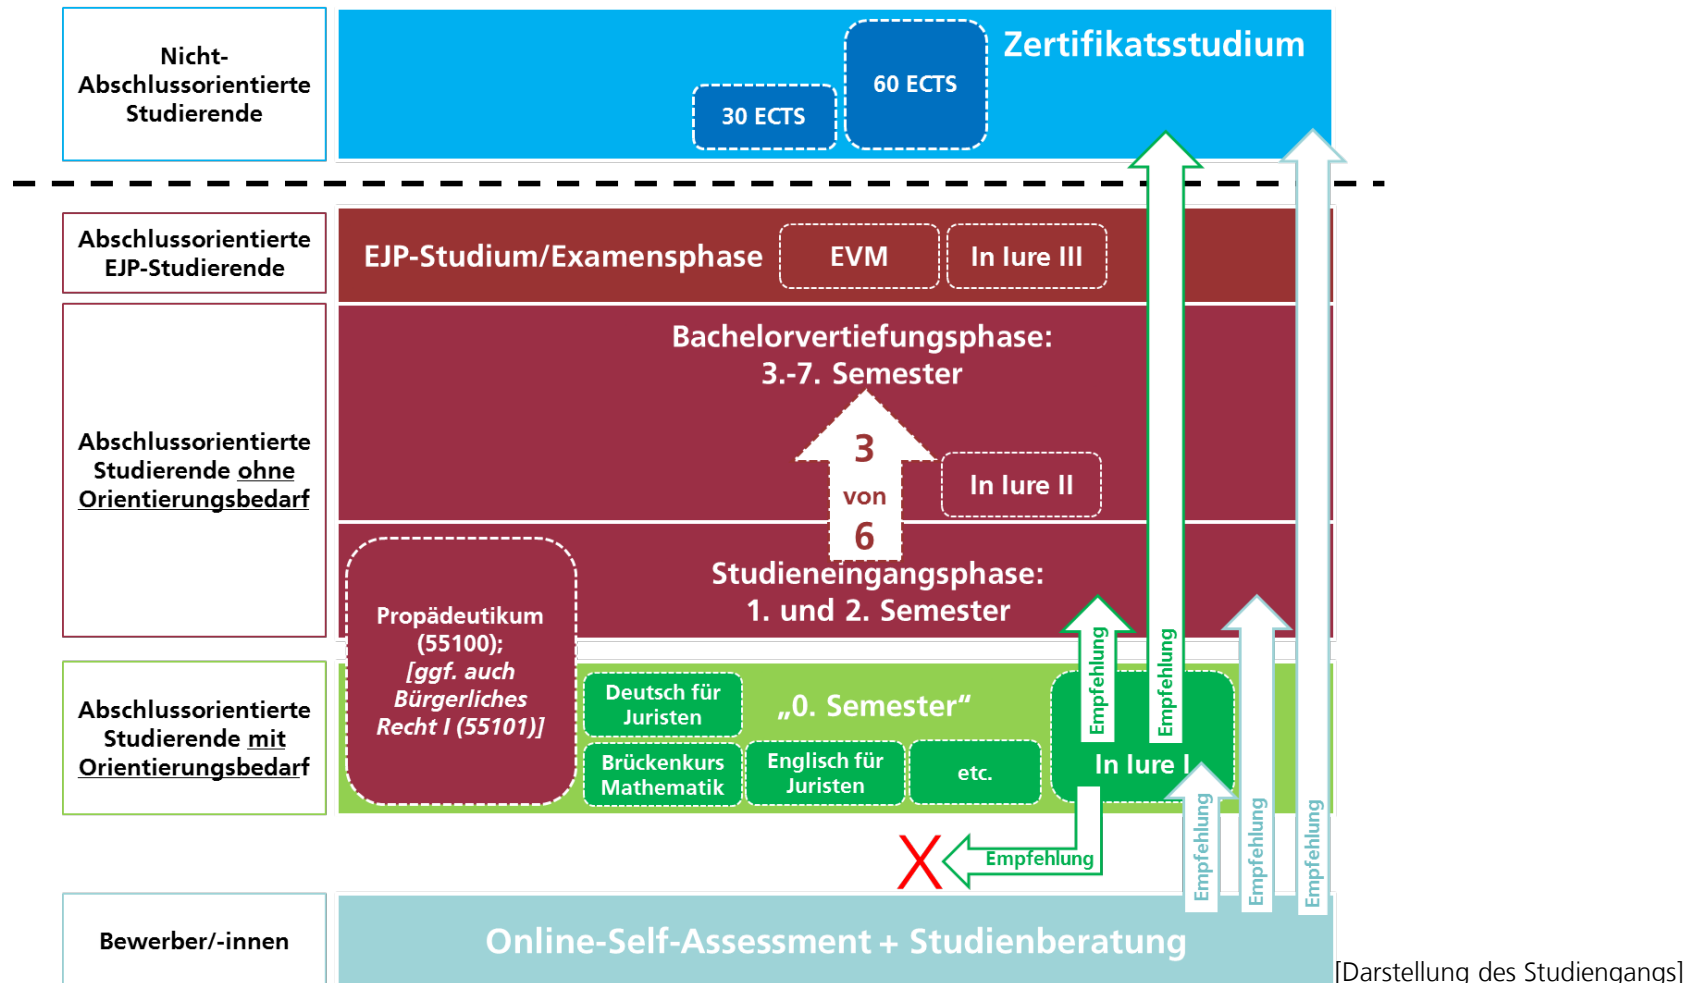 Nicht-
Abschlussorientierte
Studierende
Zertifikatsstudium
60 ECTS
30 ECTS
Abschlussorientierte
EJP-Studierende
EJP-Studium/Examensphase
EVM
In Iure III
Abschlussorientierte
Studierende ohne
Orientierungsbedarf
Bachelorvertiefungsphase:
3.-7. Semester
3
von
6
In Iure II
Studieneingangsphase:
1. und 2. Semester
Propädeutikum
(55100);
[ggf. auch
Bürgerliches
Recht I (55101)]
Abschlussorientierte
Studierende mit
Orientierungsbedarf
Deutsch für
Juristen
„0. Semester“
Brückenkurs
Mathematik
Englisch für
Juristen
etc.
In Iure I
Empfehlung
Empfehlung
Empfehlung
X
Empfehlung
Empfehlung
Empfehlung
Bewerber/-innen
Online-Self-Assessment + Studienberatung
[Darstellung des Studiengangs]